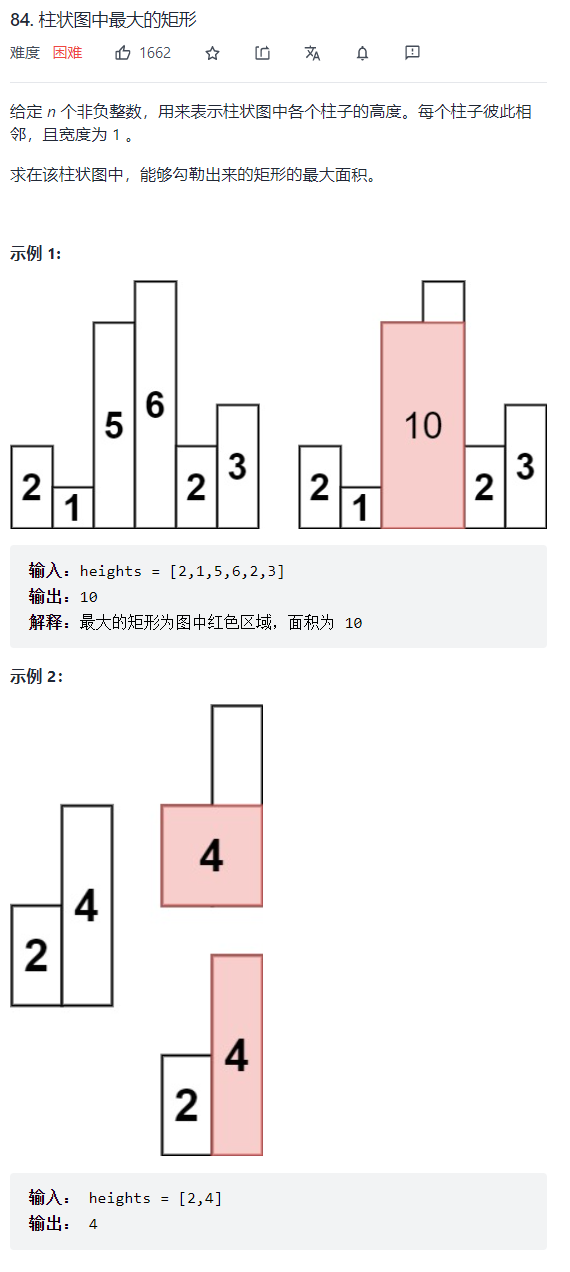 84. 柱状图中最大的矩形
难度 困难 1662
给定 n 个非负整数，用来表示柱状图中各个柱子的高度。每个柱子彼此相
邻，且宽度为 1 。
求在该柱状图中，能够勾勒出来的矩形的最大面积。
示例 1:
2 1 5 6 2 3
2 1 10 2 3
输入：heights = [2,1,5,6,2,3]
输出：10
解释：最大的矩形为图中红色区域，面积为 10
示例 2：
2 4
4
2 4
输入： heights = [2,4]
输出： 4